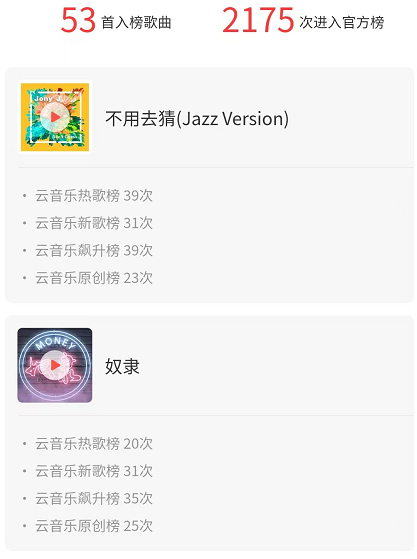 53 首入榜歌曲 2175 次进入官方榜
Jony J
不用去猜(Jazz Version)
· 云音乐热歌榜 39次
· 云音乐新歌榜 31次
· 云音乐飙升榜 39次
· 云音乐原创榜 23次
MONEY
奴隶
· 云音乐热歌榜 20次
· 云音乐新歌榜 31次
· 云音乐飙升榜 35次
· 云音乐原创榜 25次